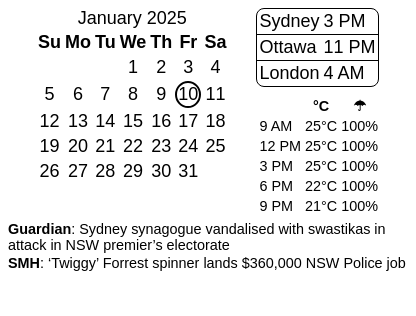 January 2025
Su Mo Tu We Th Fr Sa
1 2 3 4
5 6 7 8 9 10 11
12 13 14 15 16 17 18
19 20 21 22 23 24 25
26 27 28 29 30 31
Sydney 3 PM
Ottawa 11 PM
London 4 AM
°C ☂
9 AM 25°C 100%
12 PM 25°C 100%
3 PM 25°C 100%
6 PM 22°C 100%
9 PM 21°C 100%
Guardian: Sydney synagogue vandalised with swastikas in
attack in NSW premier’s electorate
SMH: ‘Twiggy’ Forrest spinner lands $360,000 NSW Police job